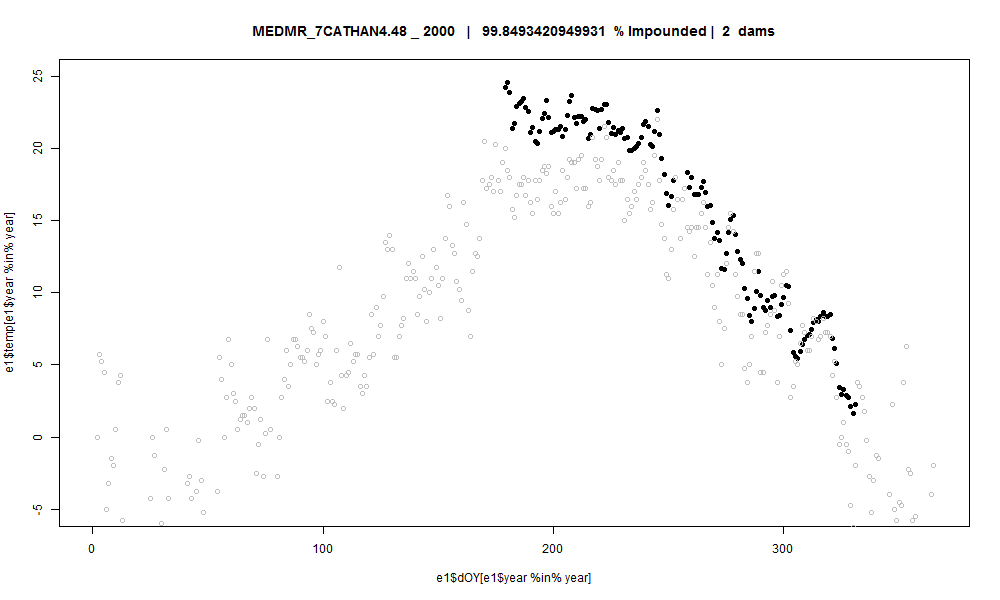 MEDMR_7CATHAN4.48 _ 2000 | 99.8493420949931 % Impounded | 2 dams
25
20
15
10
5
0
-5
e1$temp[e1$year %in% year]
0 100 200 300
e1$dOY[e1$year %in% year]